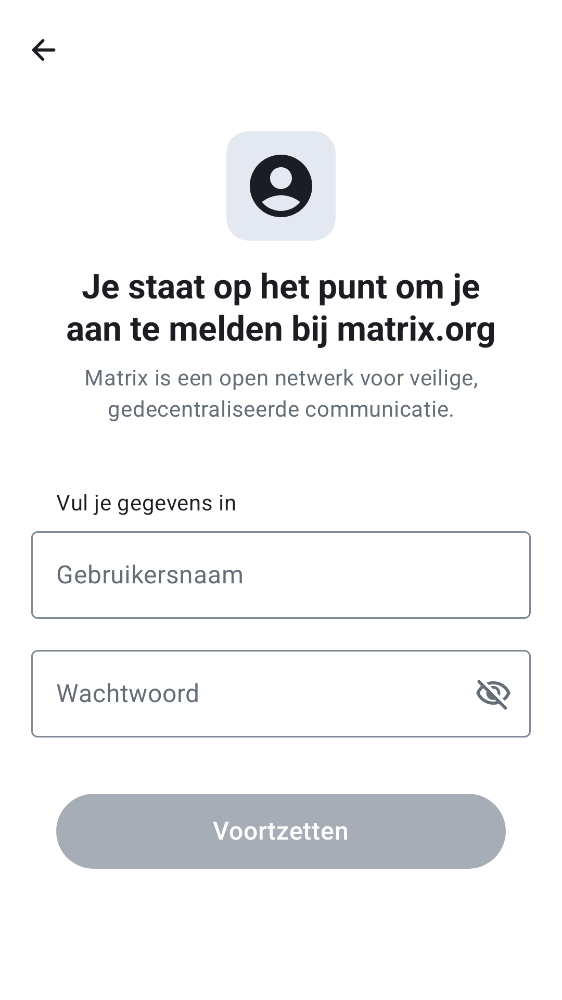 Je staat op het punt om je
aan te melden bij matrix.org
Matrix is een open netwerk voor veilige,
gedecentraliseerde communicatie.
Vul je gegevens in
Gebruikersnaam
Wachtwoord
Voortzetten